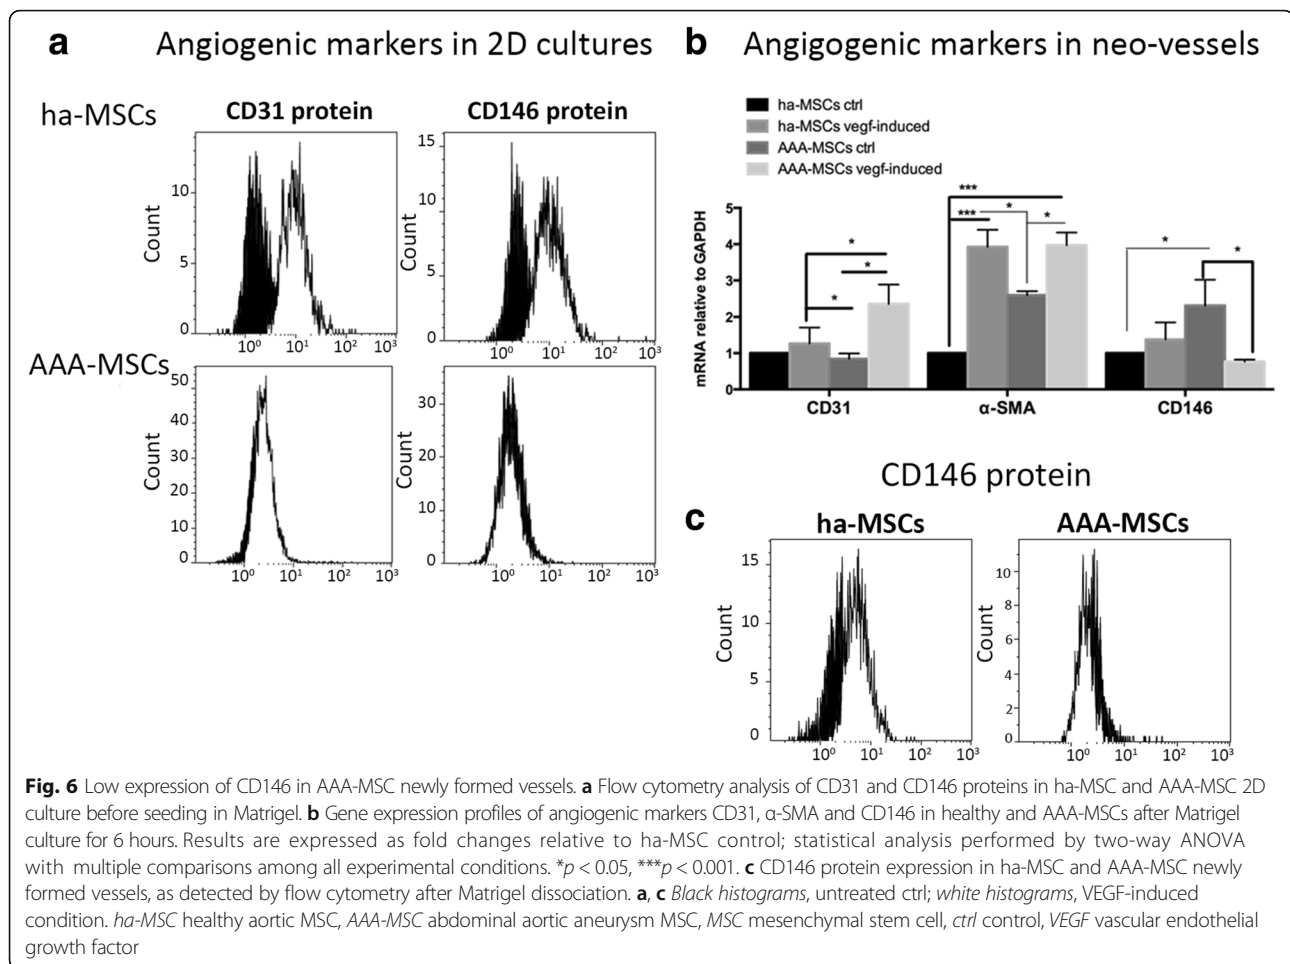 a Angiogenic markers in 2D cultures
ha-MSCs
CD31 protein
CD146 protein
Count
10
5
0
10⁰ 10¹ 10² 10³
Count
15
10
5
0
10⁰ 10¹ 10² 10³
AAA-MSCs
Count
50
40
30
20
10
0
10⁰ 10¹ 10² 10³
Count
30
20
10
0
10⁰ 10¹ 10² 10³
b Angigogenic markers in neo-vessels
ha-MSCs ctrl
ha-MSCs vegf-induced
AAA-MSCs ctrl
AAA-MSCs vegf-induced
mRNA relative to GAPDH
5
4
3
2
1
0
* * *
*** *** * *
* *
CD31 α-SMA CD146
CD146 protein
c ha-MSCs AAA-MSCs
Count
15
10
5
0
10⁰ 10¹ 10² 10³
Count
10
8
6
4
2
0
10⁰ 10¹ 10² 10³
Fig. 6 Low expression of CD146 in AAA-MSC newly formed vessels. a Flow cytometry analysis of CD31 and CD146 proteins in ha-MSC and AAA-MSC 2D
culture before seeding in Matrigel. b Gene expression profiles of angiogenic markers CD31, α-SMA and CD146 in healthy and AAA-MSCs after Matrigel
culture for 6 hours. Results are expressed as fold changes relative to ha-MSC control; statistical analysis performed by two-way ANOVA
with multiple comparisons among all experimental conditions. *p < 0.05, ***p < 0.001. c CD146 protein expression in ha-MSC and AAA-MSC newly
formed vessels, as detected by flow cytometry after Matrigel dissociation. a, c Black histograms, untreated ctrl; white histograms, VEGF-induced
condition. ha-MSC healthy aortic MSC, AAA-MSC abdominal aortic aneurysm MSC, MSC mesenchymal stem cell, ctrl control, VEGF vascular endothelial
growth factor